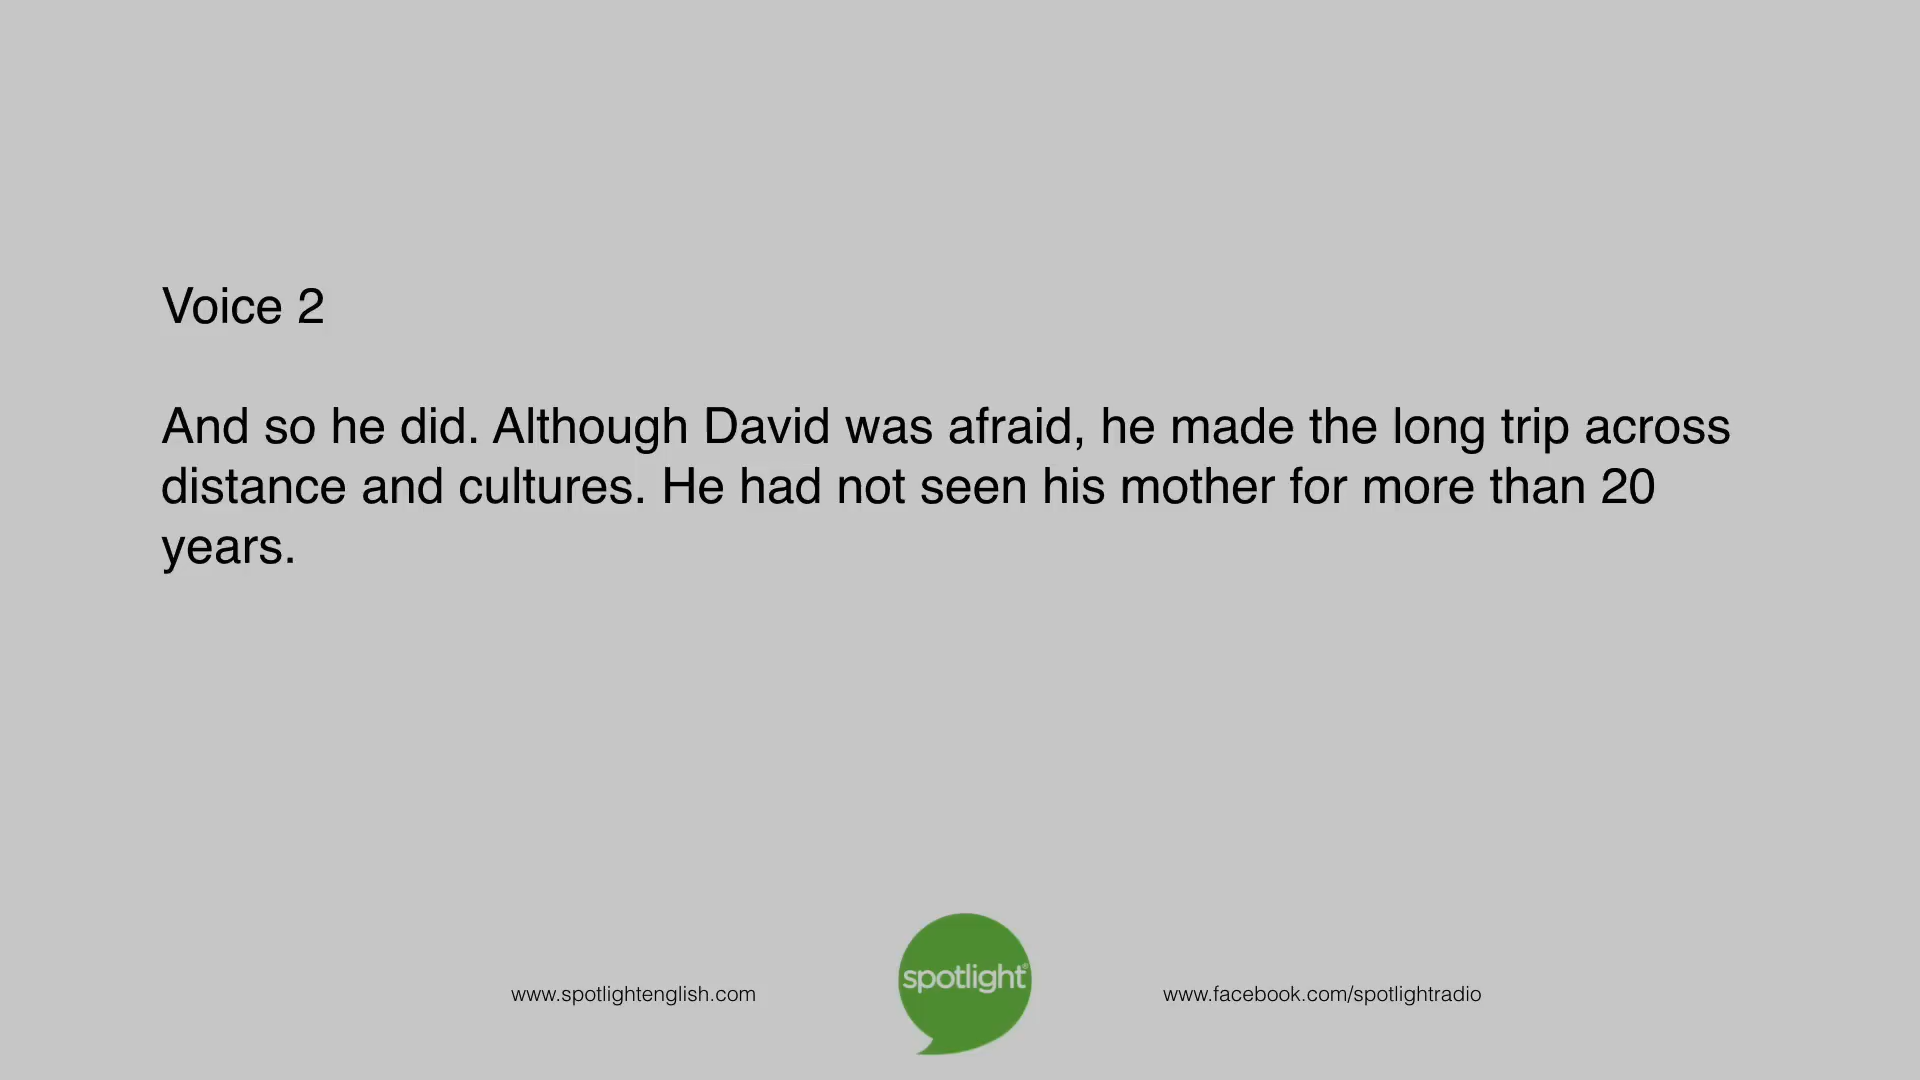 Voice 2
And so he did. Although David was afraid, he made the long trip across
distance and cultures. He had not seen his mother for more than 20
years.
www.spotlightenglish.com
spotlight®
www.facebook.com/spotlightradio